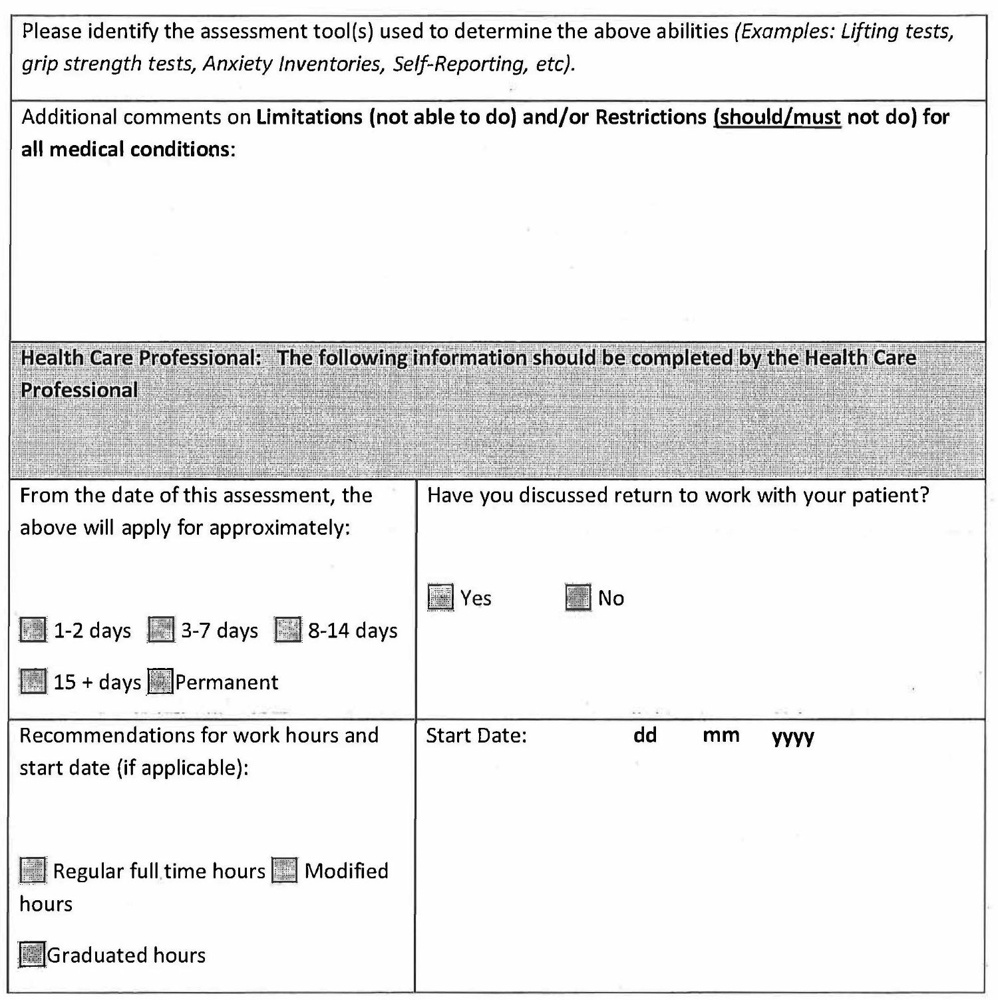 Please identify the assessment tool(s) used to determine the above abilities (Examples: Lifting tests,
grip strength tests, Anxiety Inventories, Self-Reporting, etc).
Additional comments on Limitations (not able to do) and/or Restrictions (should/must not do) for
all medical conditions:
Health Care Professional: The following information should be completed by the Health Care
Professional
From the date of this assessment, the
above will apply for approximately:
1-2 days 3-7 days 8-14 days
15 + days Permanent
Have you discussed return to work with your patient?
Yes No
Recommendations for work hours and
start date (if applicable):
Regular full time hours Modified
hours
Graduated hours
Start Date: dd mm yyyy